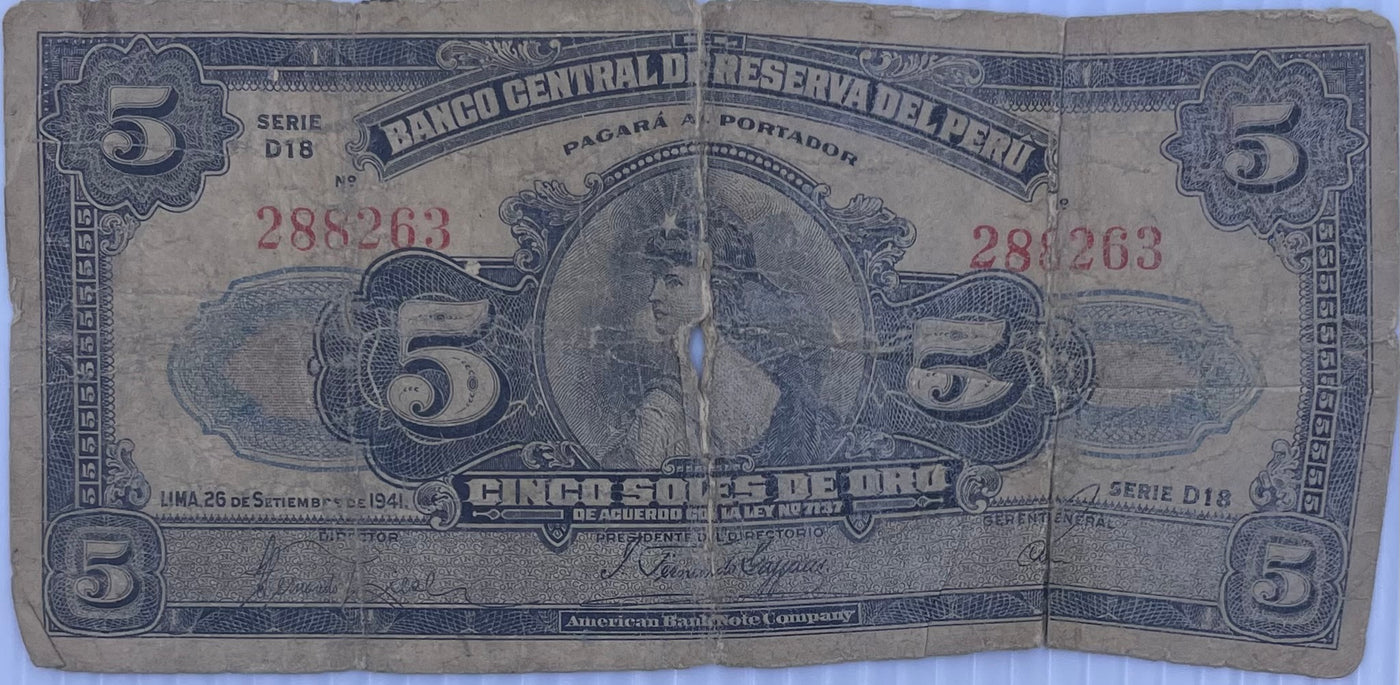 5
5
BANCO CENTRAL DE RESERVA DEL PERÚ
SERIE
D18
PAGARÁ AL PORTADOR
Nº
288263
288263
5
5
LIMA, 26 DE SETIEMBRE DE 1941.
SERIE D18
CINCO SOLES DE ORO
DE ACUERDO CON LA LEY Nº 7137
DIRECTOR
PRESIDENTE DEL DIRECTORIO
GERENTE GENERAL
5
5
American Bank Note Company